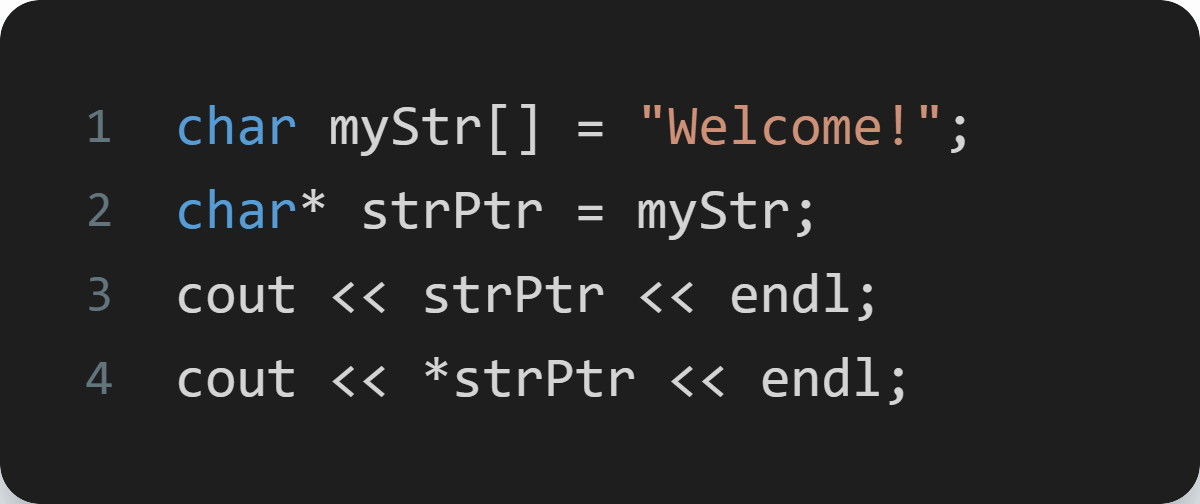 1 char myStr[] = "Welcome!";
2 char* strPtr = myStr;
3 cout << strPtr << endl;
4 cout << *strPtr << endl;